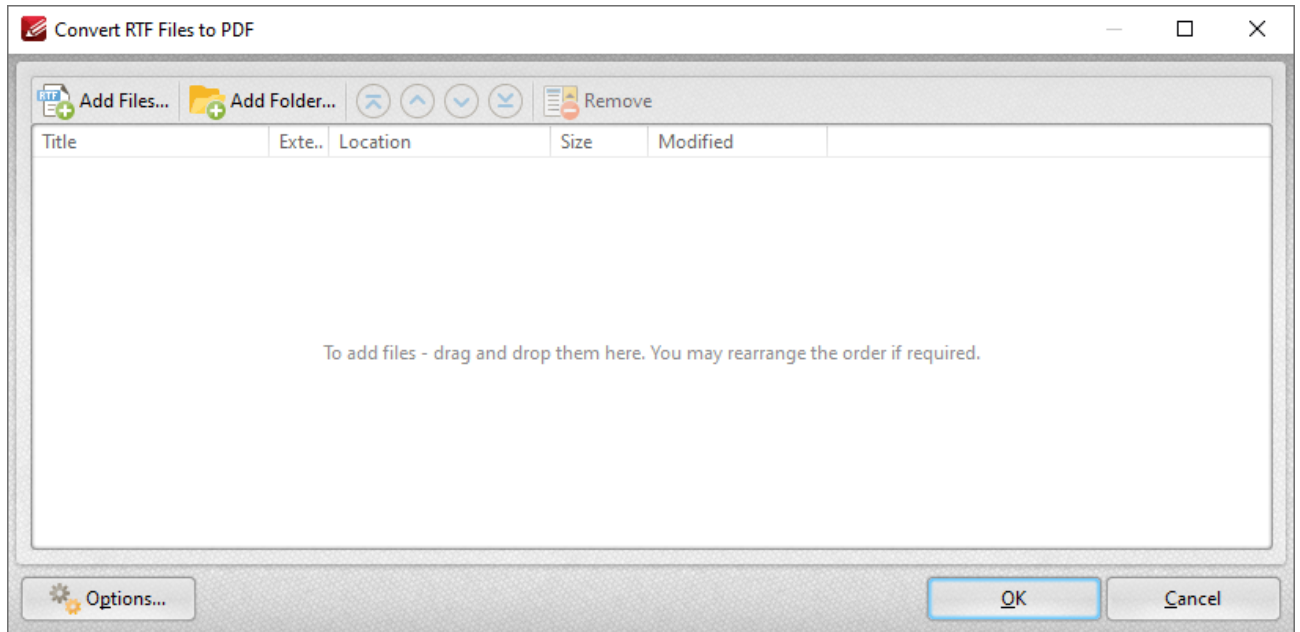 Convert RTF Files to PDF
RTF Add Files... Add Folder... Remove
Title Exte.. Location Size Modified
To add files - drag and drop them here. You may rearrange the order if required.
Options... OK Cancel